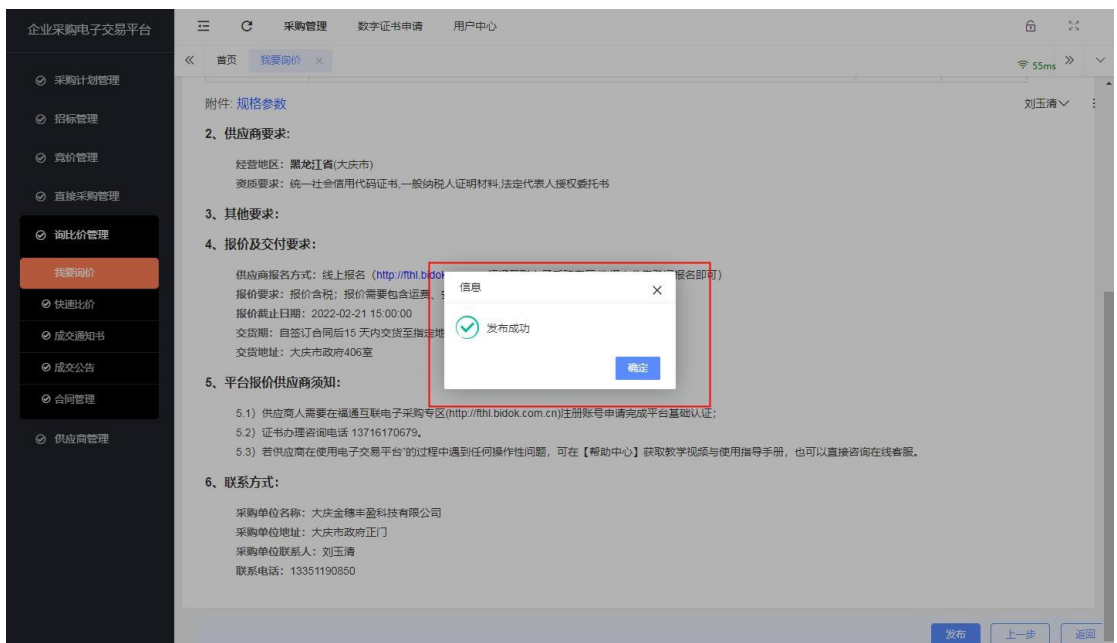 企业采购电子交易平台
采购管理 数字证书申请 用户中心
首页 我要询价 ×
55ms
采购计划管理
招标管理
竞价管理
直接采购管理
询比价管理
我要询价
快速比价
成交通知书
成交公告
合同管理
供应商管理
附件: 规格参数
刘玉清
2、供应商要求:
经营地区：黑龙江省(大庆市)
资质要求：统一社会信用代码证书,一般纳税人证明材料,法定代表人授权委托书
3、其他要求：
4、报价及交付要求：
供应商报名方式：线上报名（http://fthl.bidok
报名即可）
报价要求：报价含税；报价需要包含运费、
报价截止日期：2022-02-21 15:00:00
交货期：自签订合同后15 天内交货至指定地
交货地址：大庆市政府406室
信息
发布成功
确定
5、平台报价供应商须知：
5.1）供应商人需要在福通互联电子采购专区(http://fthl.bidok.com.cn)注册账号申请完成平台基础认证；
5.2）证书办理咨询电话 13716170679。
5.3）若供应商在使用电子交易平台"的过程中遇到任何操作性问题，可在【帮助中心】获取教学视频与使用指导手册，也可以直接咨询在线客服。
6、联系方式：
采购单位名称：大庆金穗丰盈科技有限公司
采购单位地址：大庆市政府正门
采购单位联系人：刘玉清
联系电话：13351190850
发布 上一步 返回